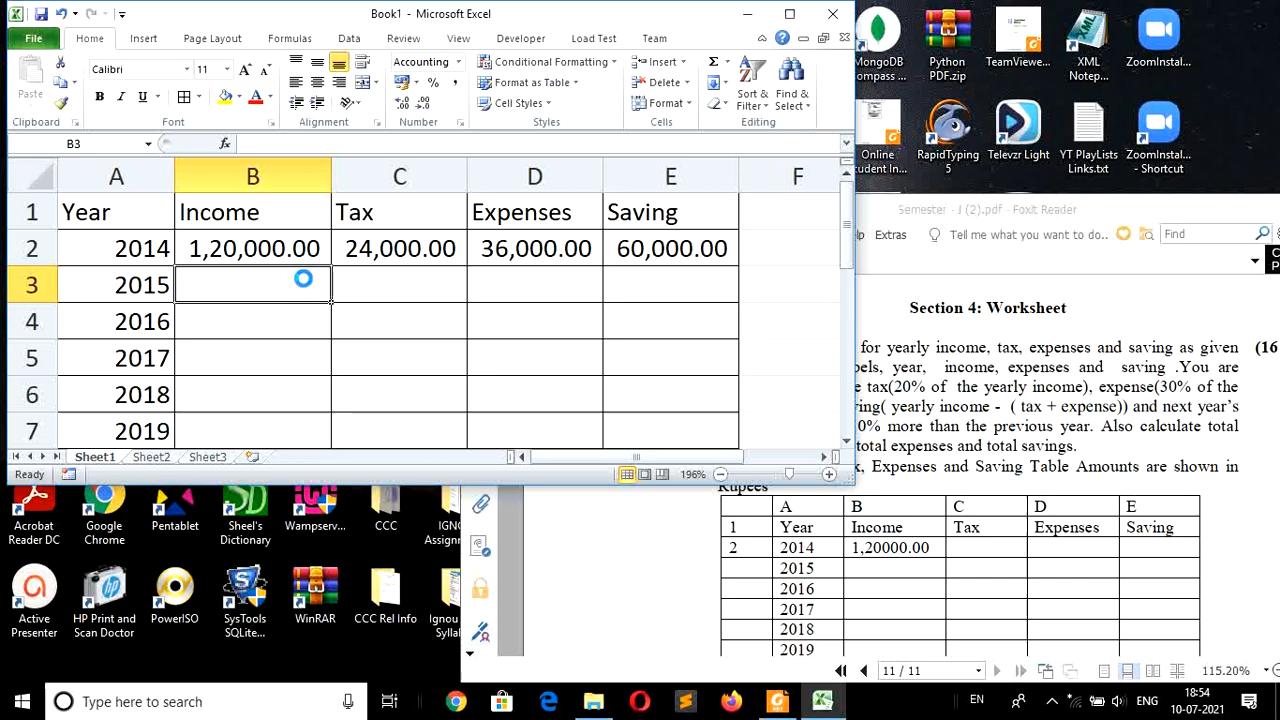 Book1 - Microsoft Excel
File Home Insert Page Layout Formulas Data Review View Developer Load Test Team
Paste
Calibri 11
Accounting
Conditional Formatting
Format as Table
Cell Styles
Insert
Delete
Format
Sort & Filter
Find & Select
Clipboard Font Alignment Number Styles Cells Editing
B3 fx
A B C D E F
1 Year Income Tax Expenses Saving
2 2014 1,20,000.00 24,000.00 36,000.00 60,000.00
3 2015
4 2016
5 2017
6 2018
7 2019
Sheet1 Sheet2 Sheet3
Ready 196%
MongoDB Compass ...
Python PDF.zip
TeamViewe...
XML Notep...
ZoomInstal...
Online
RapidTyping 5
Televzr Light
YT PlayLists Links.txt
ZoomInstal... - Shortcut
Semester - I (2).pdf - Foxit Reader
Help Extras Tell me what you want to do... Find
Section 4: Worksheet
for yearly income, tax, expenses and saving as given (16
els, year, income, expenses and saving .You are
e tax(20% of the yearly income), expense(30% of the
ving( yearly income - ( tax + expense)) and next year's
0% more than the previous year. Also calculate total
total expenses and total savings.
x, Expenses and Saving Table Amounts are shown in
Rupees
A B C D E
1 Year Income Tax Expenses Saving
2 2014 1,20000.00
2015
2016
2017
2018
2019
11 / 11 115.20%
Acrobat Reader DC
Google Chrome
Pentablet
Sheel's Dictionary
Wampserv...
CCC
IGNO Assignm
Active Presenter
HP Print and Scan Doctor
PowerISO
SysTools SQLite...
WinRAR
CCC Rel Info
Ignou Syllab
Type here to search
EN
ENG
18:54
10-07-2021